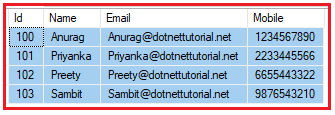 Id Name Email Mobile
100 Anurag Anurag@dotnettutorial.net 1234567890
101 Priyanka Priyanka@dotnettutorial.net 2233445566
102 Preety Preety@dotnettutorial.net 6655443322
103 Sambit Sambit@dotnettutorial.net 9876543210